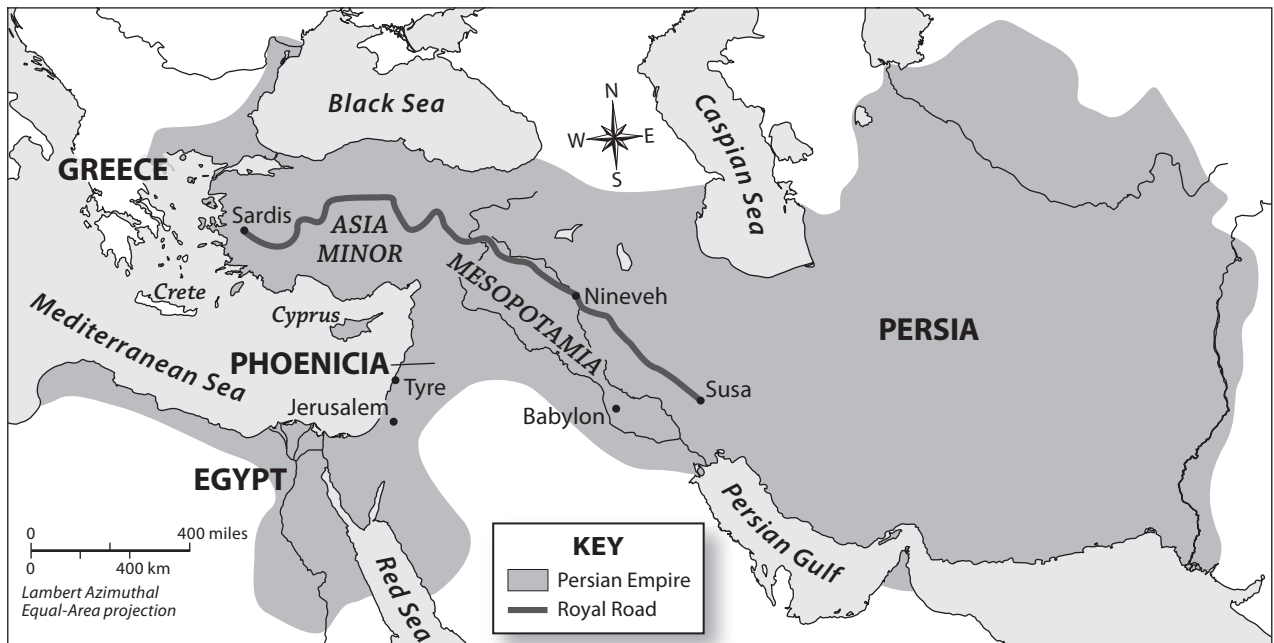 Black Sea
Caspian Sea
N
W
E
S
GREECE
Sardis
ASIA
MINOR
MESOPOTAMIA
Nineveh
Crete
Cyprus
PERSIA
Mediterranean Sea
PHOENICIA
Tyre
Susa
Jerusalem
Babylon
EGYPT
Persian Gulf
Red Sea
0
400 miles
0
400 km
Lambert Azimuthal
Equal-Area projection
KEY
Persian Empire
Royal Road